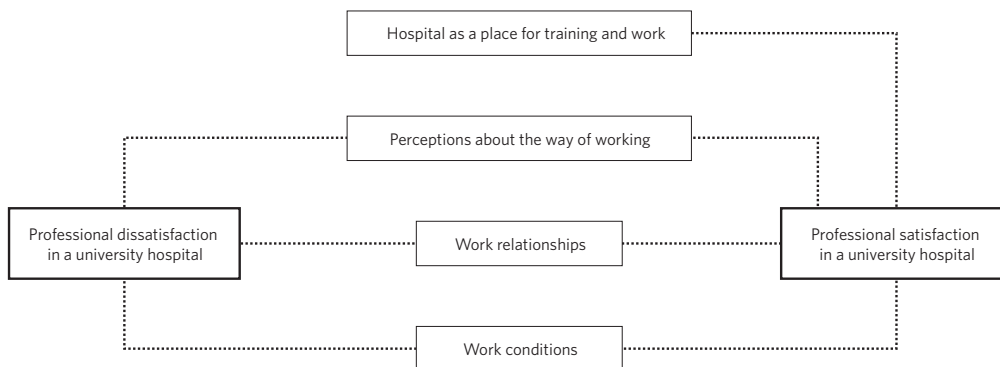 Hospital as a place for training and work
Perceptions about the way of working
Professional dissatisfaction
in a university hospital
Work relationships
Professional satisfaction
in a university hospital
Work conditions